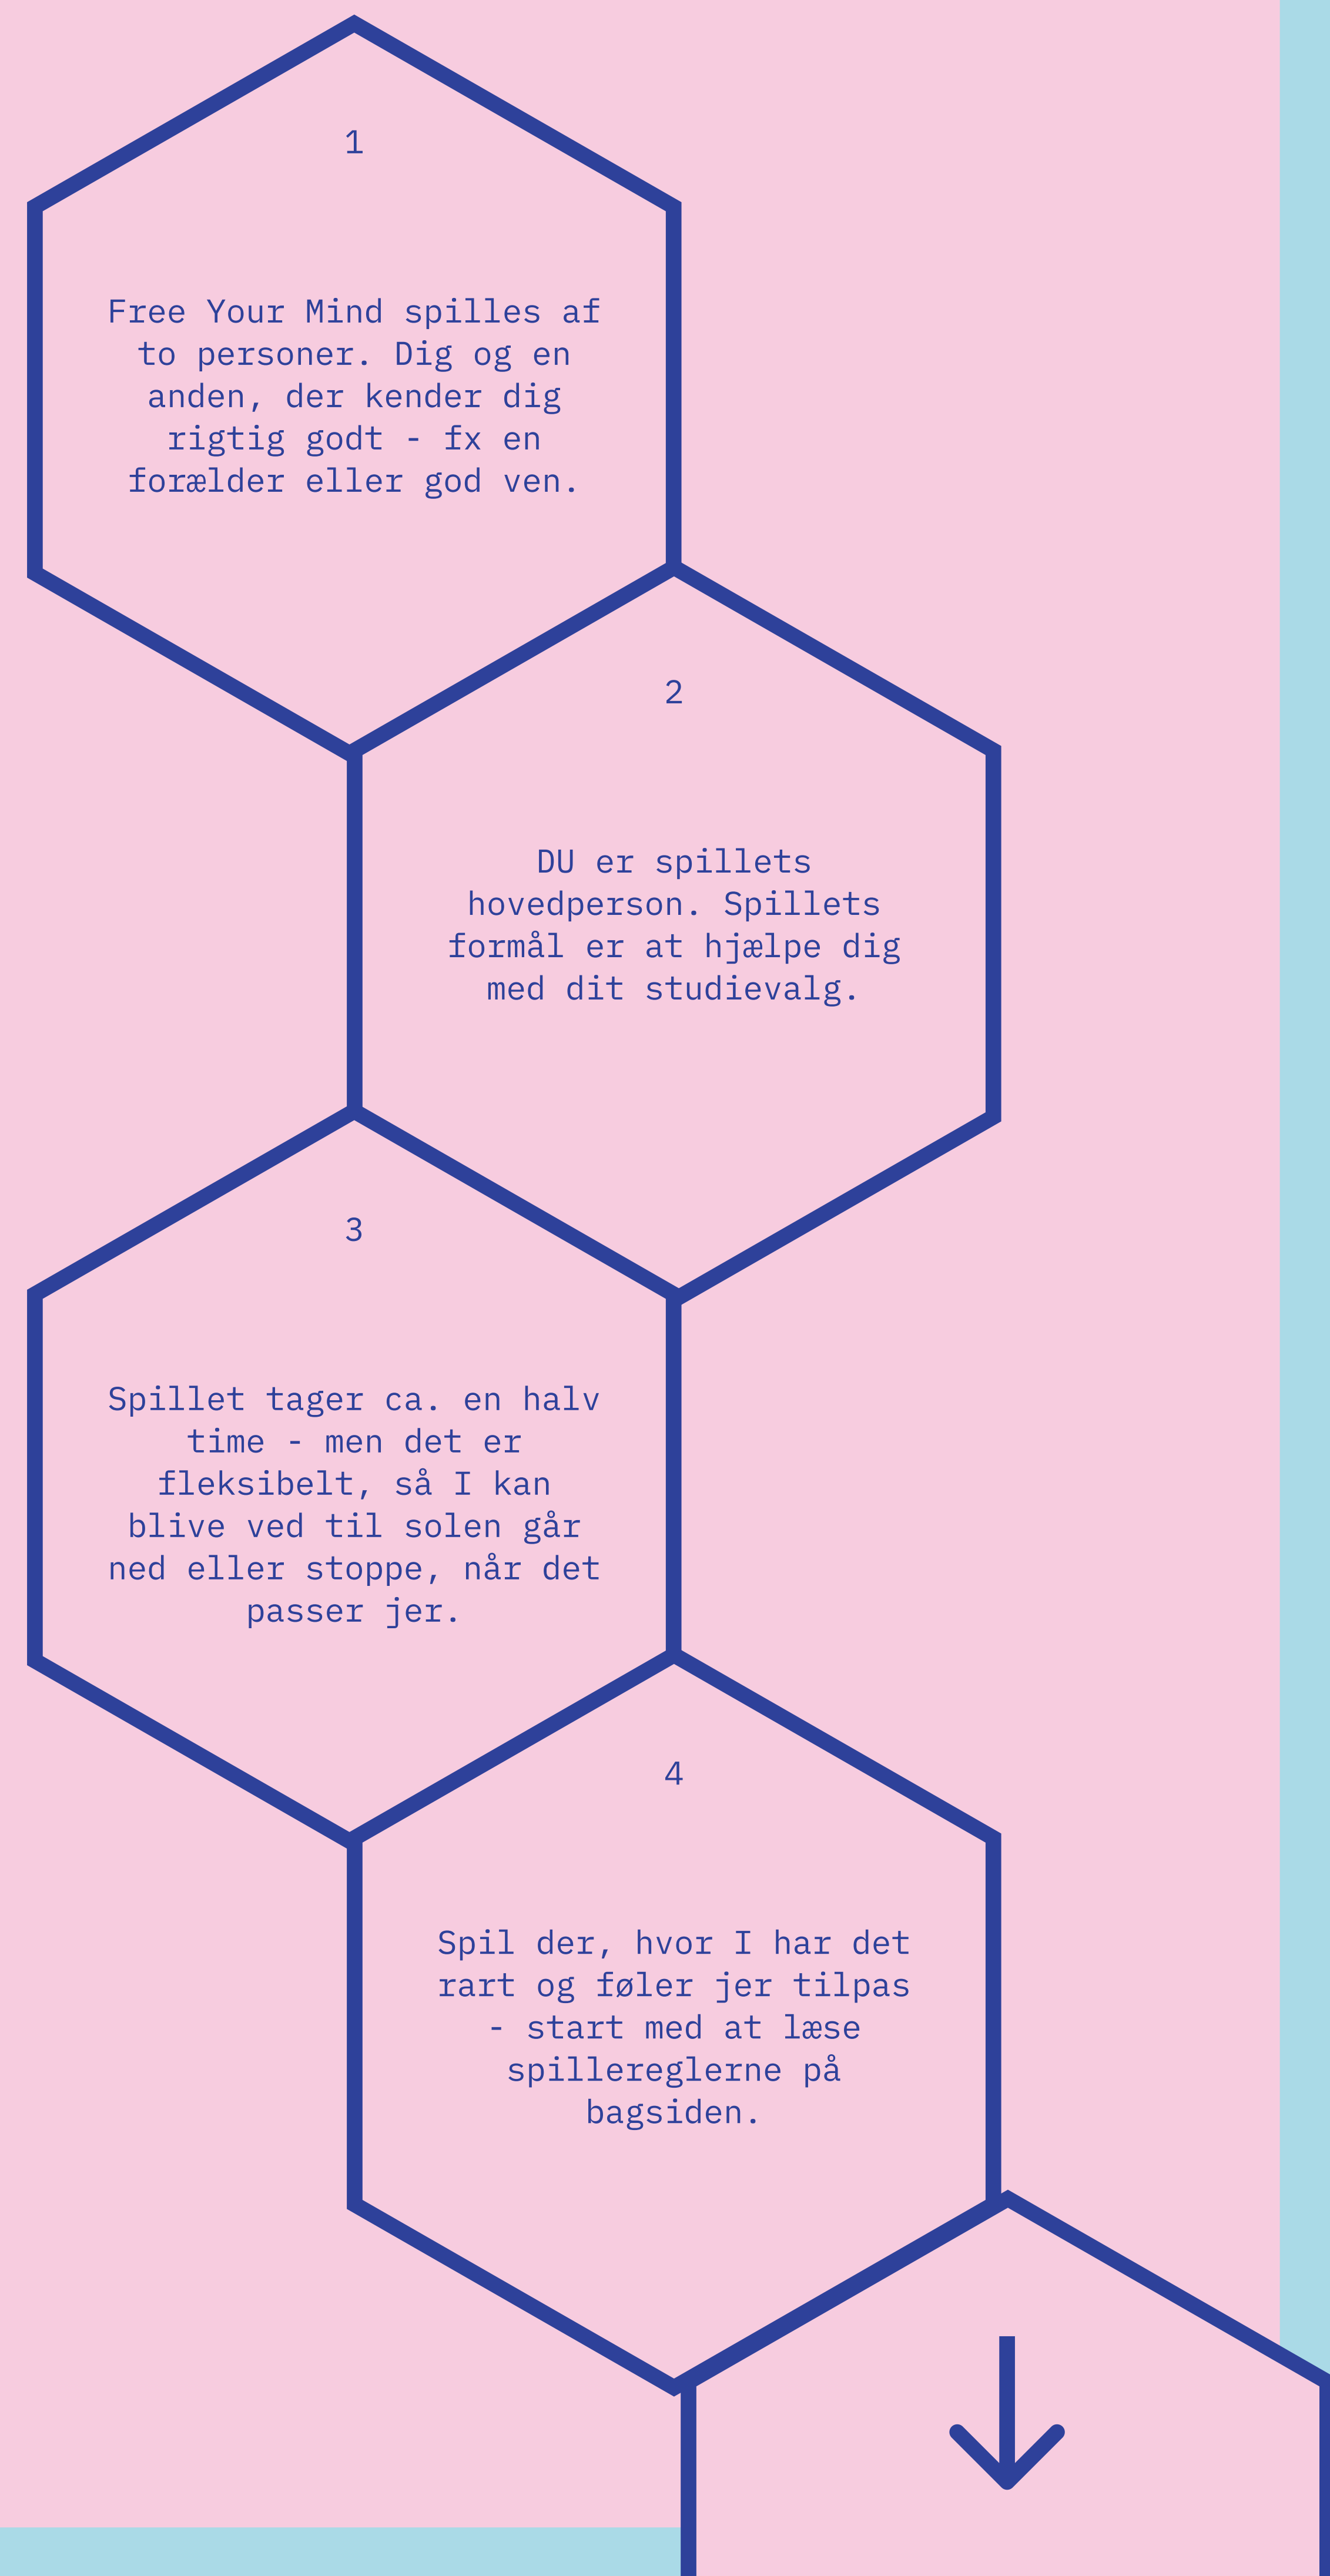 1
Free Your Mind spilles af
to personer. Dig og en
anden, der kender dig
rigtig godt - fx en
forælder eller god ven.
2
DU er spillets
hovedperson. Spillets
formål er at hjælpe dig
med dit studievalg.
3
Spillet tager ca. en halv
time - men det er
fleksibelt, så I kan
blive ved til solen går
ned eller stoppe, når det
passer jer.
4
Spil der, hvor I har det
rart og føler jer tilpas
- start med at læse
spillereglerne på
bagsiden.